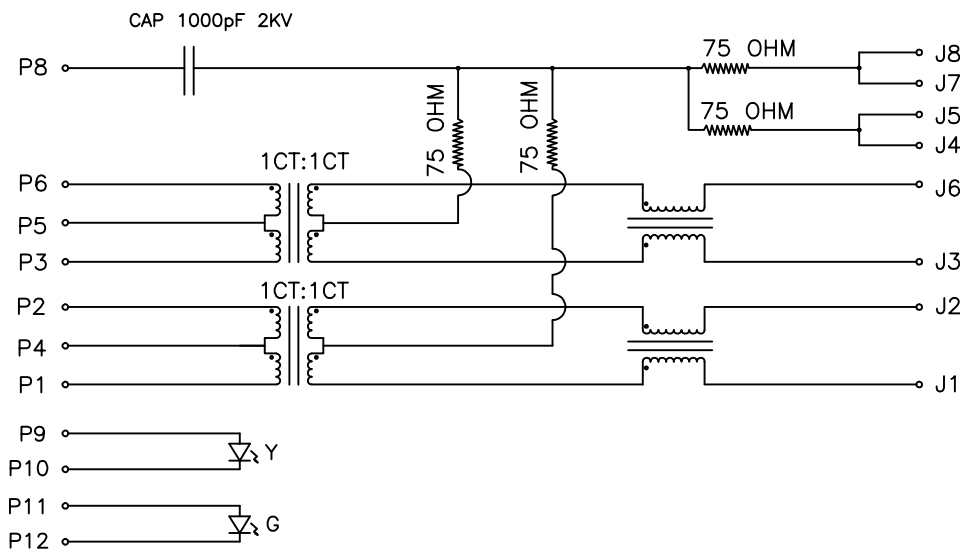 CAP 1000pF 2KV
P8
75 OHM
J8
J7
75 OHM
J5
J4
75 OHM
75 OHM
1CT:1CT
P6
P5
P3
J6
J3
1CT:1CT
P2
P4
P1
J2
J1
P9
Y
P10
P11
G
P12